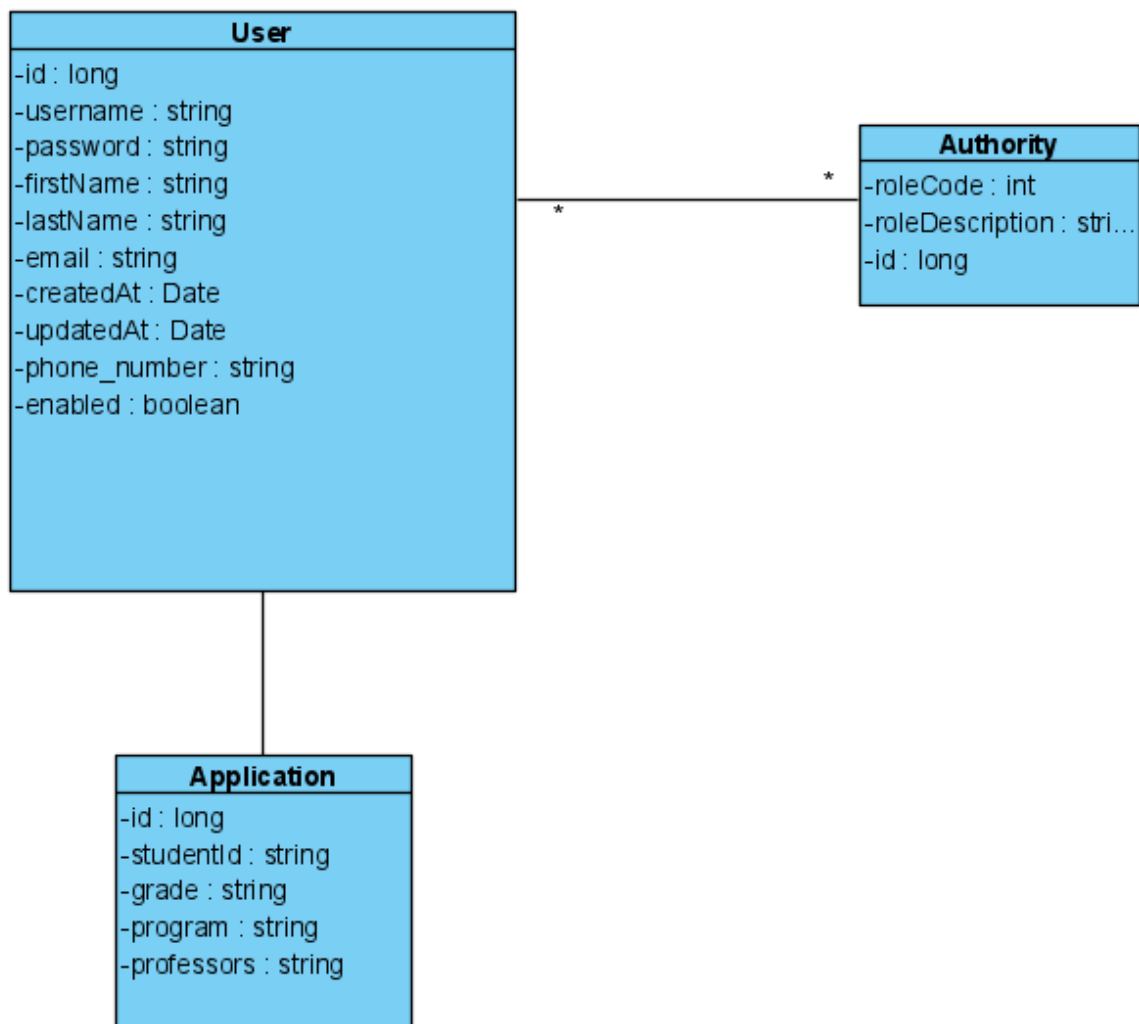 User
-id : long
-username : string
-password : string
-firstName : string
-lastName : string
-email : string
-createdAt : Date
-updatedAt : Date
-phone_number : string
-enabled : boolean
*
*
Authority
-roleCode : int
-roleDescription : stri...
-id : long
Application
-id : long
-studentId : string
-grade : string
-program : string
-professors : string